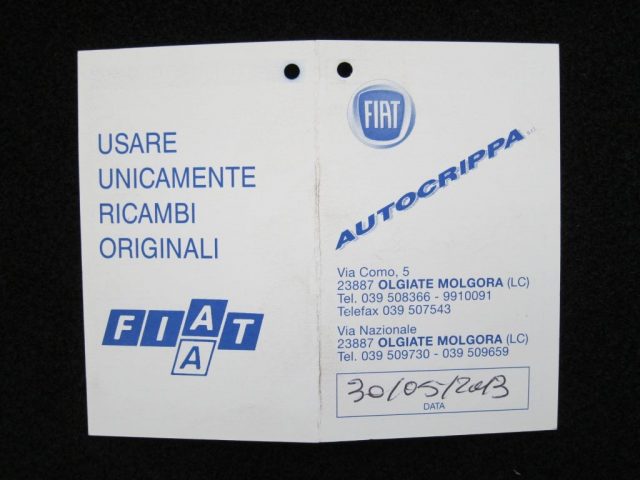 USARE
UNICAMENTE
RICAMBI
ORIGINALI
FIAAT
A
FIAT
AUTOCRIPPA s.r.l.
Via Como, 5
23887 OLGIATE MOLGORA (LC)
Tel. 039 508366 - 9910091
Telefax 039 507543
Via Nazionale
23887 OLGIATE MOLGORA (LC)
Tel. 039 509730 - 039 509659
30/05/2013
DATA